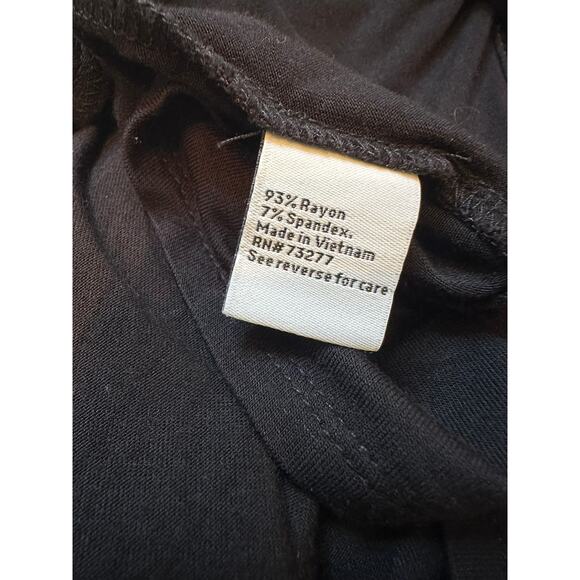 93% Rayon
7% Spandex.
Made in Vietnam
RN# 73277
See reverse for care